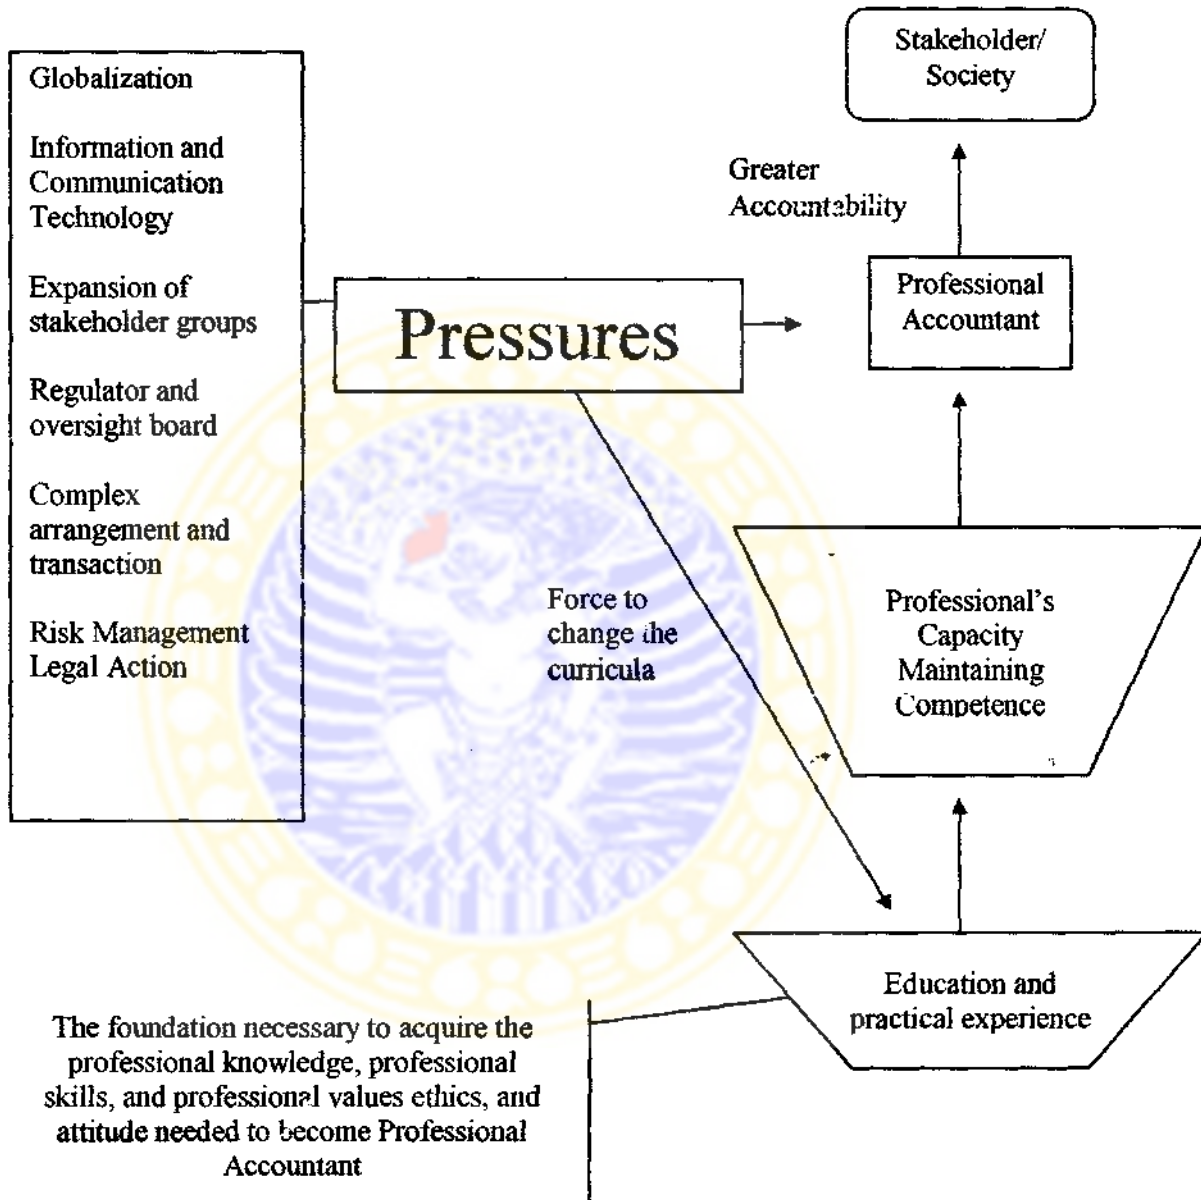 Globalization
Information and
Communication
Technology
Expansion of
stakeholder groups
Regulator and
oversight board
Complex
arrangement and
transaction
Risk Management
Legal Action
Pressures
Stakeholder/
Society
Greater
Accountability
Professional
Accountant
Force to
change the
curricula
Professional's
Capacity
Maintaining
Competence
Education and
practical experience
The foundation necessary to acquire the
professional knowledge, professional
skills, and professional values ethics, and
attitude needed to become Professional
Accountant